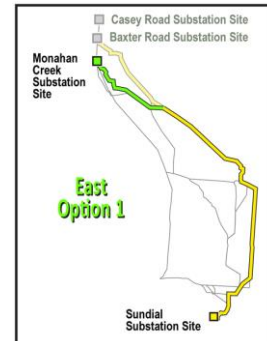 Casey Road Substation Site
Baxter Road Substation Site
Monahan
Creek
Substation
Site
East
Option 1
Sundial
Substation Site